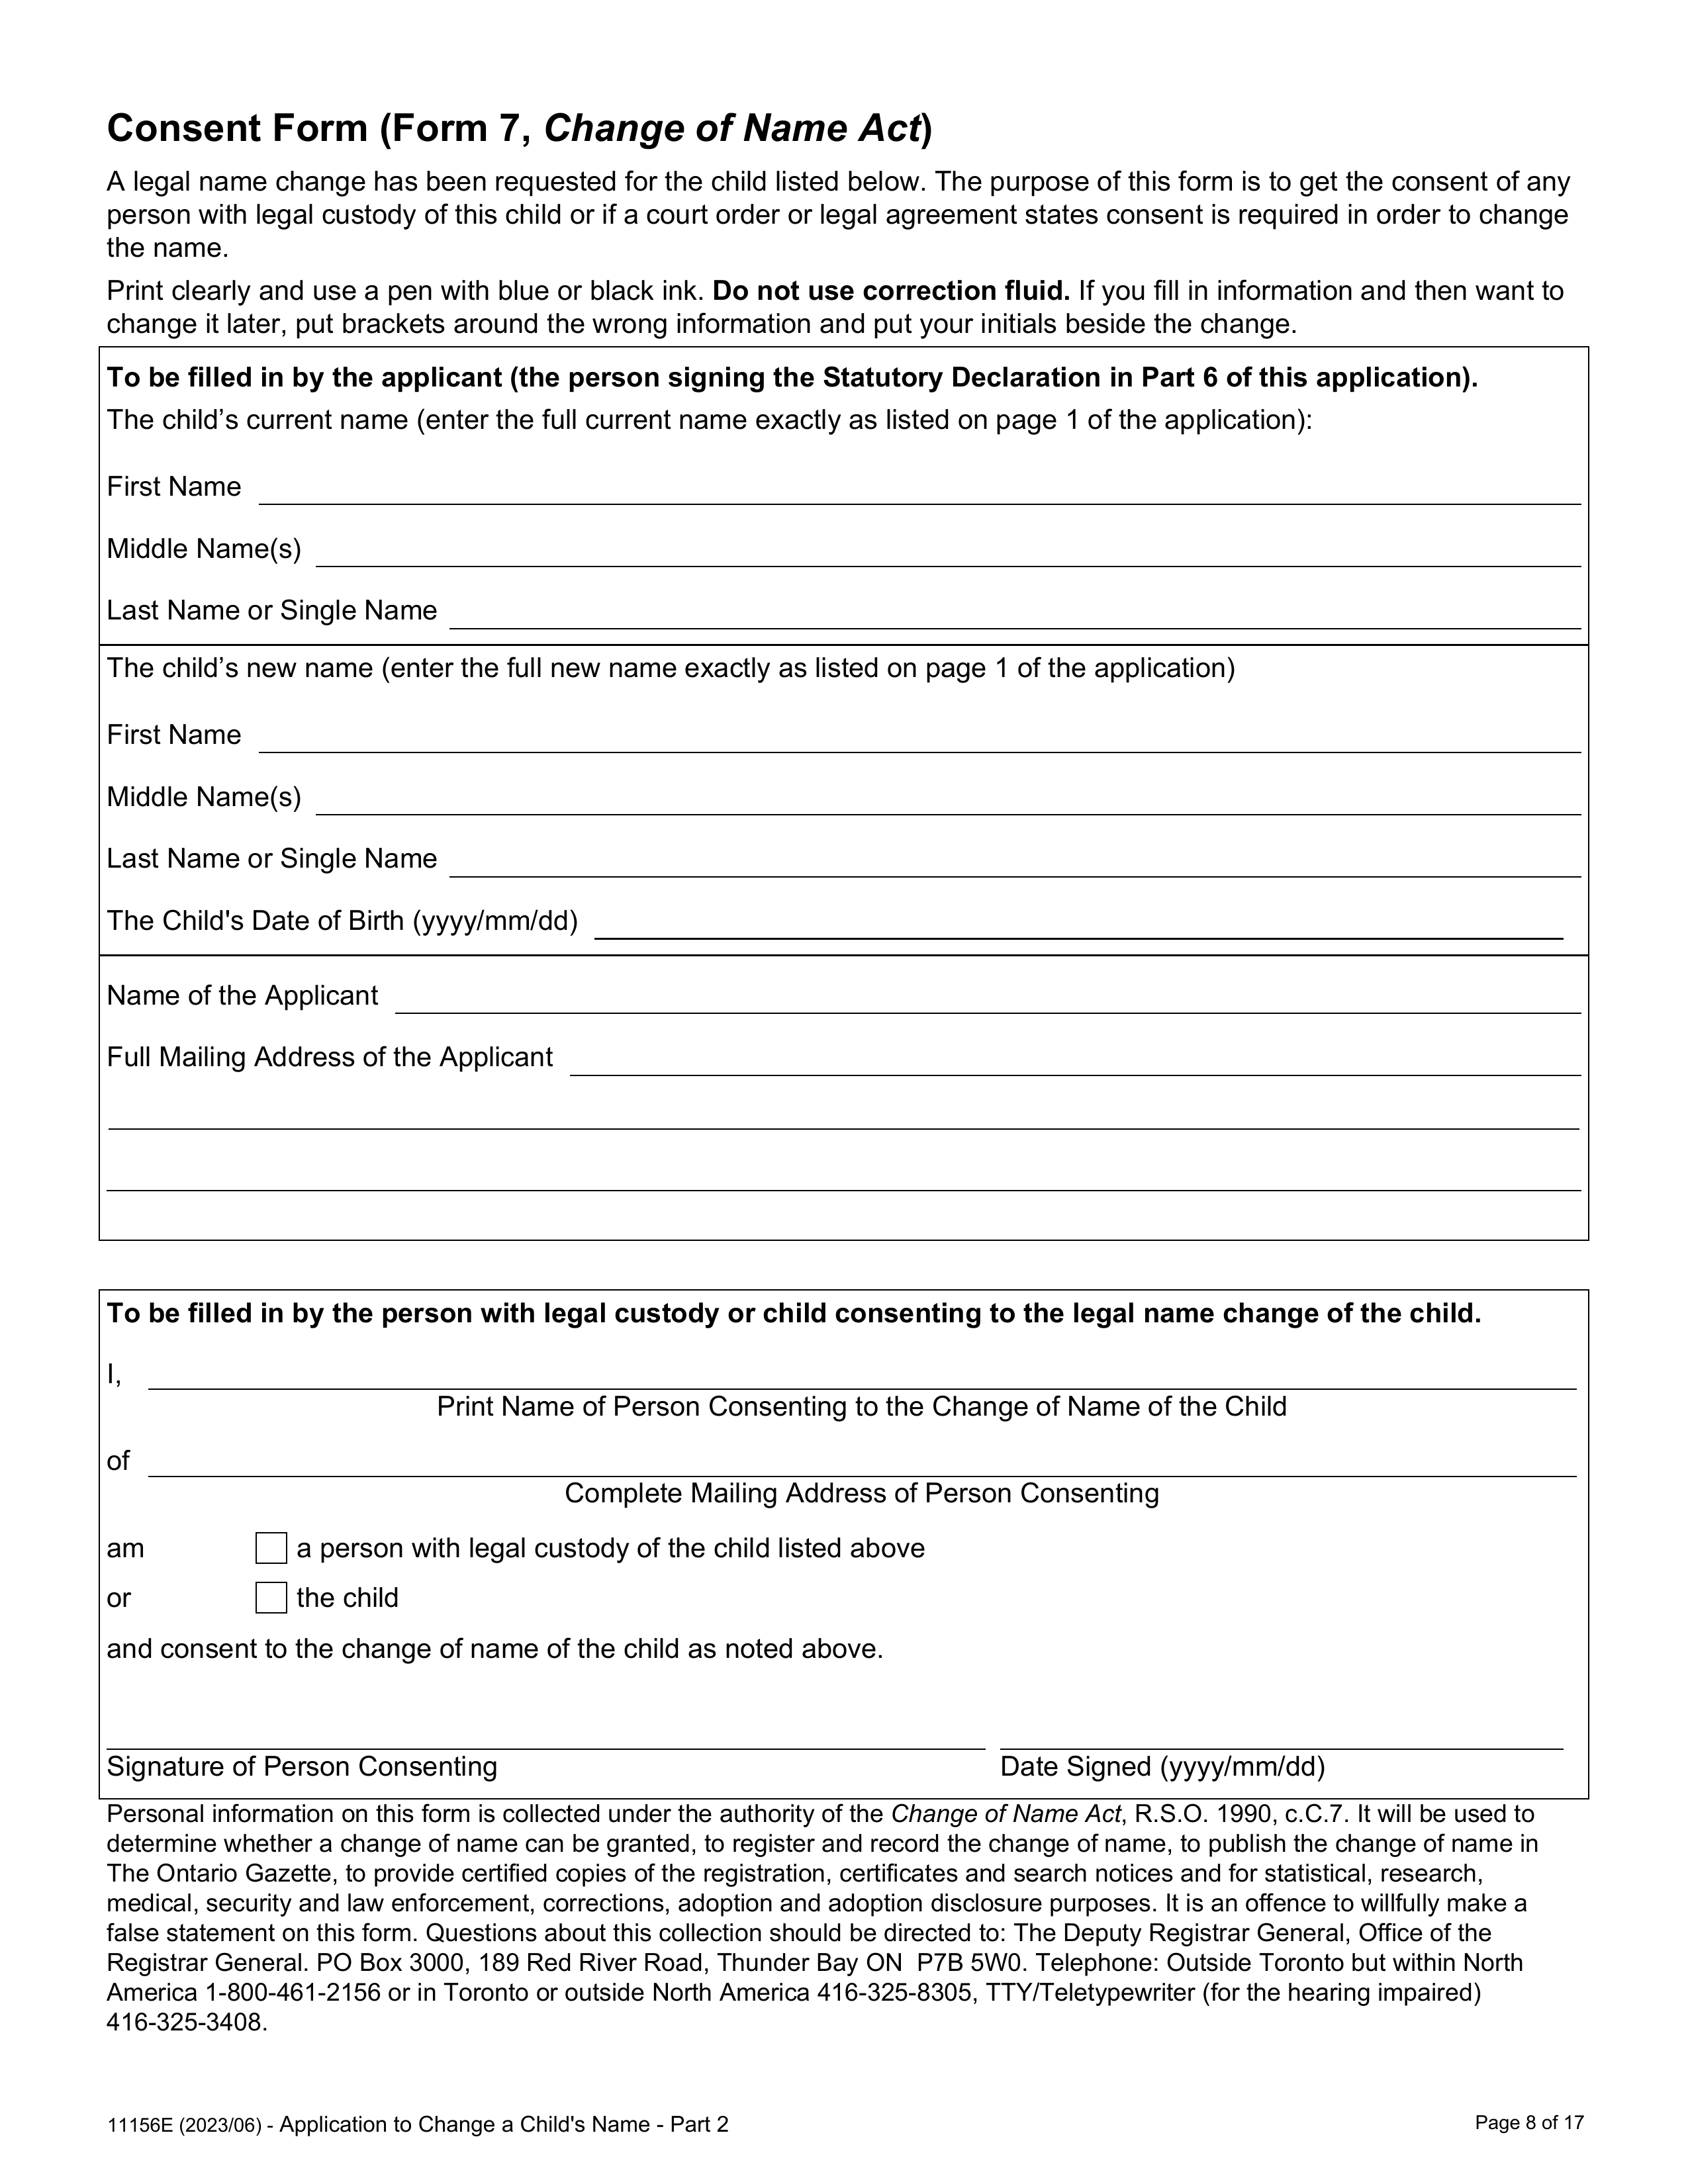 Consent Form (Form 7, Change of Name Act)
A legal name change has been requested for the child listed below. The purpose of this form is to get the consent of any
person with legal custody of this child or if a court order or legal agreement states consent is required in order to change
the name.
Print clearly and use a pen with blue or black ink. Do not use correction fluid. If you fill in information and then want to
change it later, put brackets around the wrong information and put your initials beside the change.
To be filled in by the applicant (the person signing the Statutory Declaration in Part 6 of this application).
The child’s current name (enter the full current name exactly as listed on page 1 of the application):
First Name
Middle Name(s)
Last Name or Single Name
The child’s new name (enter the full new name exactly as listed on page 1 of the application)
First Name
Middle Name(s)
Last Name or Single Name
The Child's Date of Birth (yyyy/mm/dd)
Name of the Applicant
Full Mailing Address of the Applicant
To be filled in by the person with legal custody or child consenting to the legal name change of the child.
I,
Print Name of Person Consenting to the Change of Name of the Child
of
Complete Mailing Address of Person Consenting
am a person with legal custody of the child listed above
or the child
and consent to the change of name of the child as noted above.
Signature of Person Consenting Date Signed (yyyy/mm/dd)
Personal information on this form is collected under the authority of the Change of Name Act, R.S.O. 1990, c.C.7. It will be used to
determine whether a change of name can be granted, to register and record the change of name, to publish the change of name in
The Ontario Gazette, to provide certified copies of the registration, certificates and search notices and for statistical, research,
medical, security and law enforcement, corrections, adoption and adoption disclosure purposes. It is an offence to willfully make a
false statement on this form. Questions about this collection should be directed to: The Deputy Registrar General, Office of the
Registrar General. PO Box 3000, 189 Red River Road, Thunder Bay ON  P7B 5W0. Telephone: Outside Toronto but within North
America 1-800-461-2156 or in Toronto or outside North America 416-325-8305, TTY/Teletypewriter (for the hearing impaired)
416-325-3408.
11156E (2023/06) - Application to Change a Child's Name - Part 2 Page 8 of 17